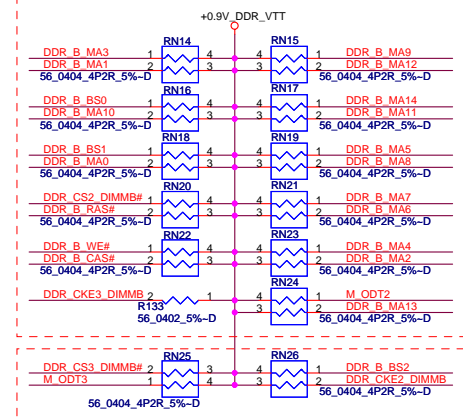 +0.9V_DDR_VTT
RN14 RN15
DDR_B_MA3 1 4 4 1 DDR_B_MA9
DDR_B_MA1 2 3 3 2 DDR_B_MA12
56_0404_4P2R_5%~D 56_0404_4P2R_5%~D
RN16 RN17
DDR_B_BS0 1 4 4 1 DDR_B_MA14
DDR_B_MA10 2 3 3 2 DDR_B_MA11
56_0404_4P2R_5%~D 56_0404_4P2R_5%~D
RN18 RN19
DDR_B_BS1 1 4 4 1 DDR_B_MA5
DDR_B_MA0 2 3 3 2 DDR_B_MA8
56_0404_4P2R_5%~D 56_0404_4P2R_5%~D
RN20 RN21
DDR_CS2_DIMMB# 1 4 4 1 DDR_B_MA7
DDR_B_RAS# 2 3 3 2 DDR_B_MA6
56_0404_4P2R_5%~D 56_0404_4P2R_5%~D
RN22 RN23
DDR_B_WE# 1 4 4 1 DDR_B_MA4
DDR_B_CAS# 2 3 3 2 DDR_B_MA2
56_0404_4P2R_5%~D 56_0404_4P2R_5%~D
RN24
DDR_CKE3_DIMMB 2 1 4 1 M_ODT2
R133 3 2 DDR_B_MA13
56_0402_5%~D 56_0404_4P2R_5%~D
RN25 RN26
DDR_CS3_DIMMB# 2 3 4 1 DDR_B_BS2
M_ODT3 1 4 3 2 DDR_CKE2_DIMMB
56_0404_4P2R_5%~D 56_0404_4P2R_5%~D